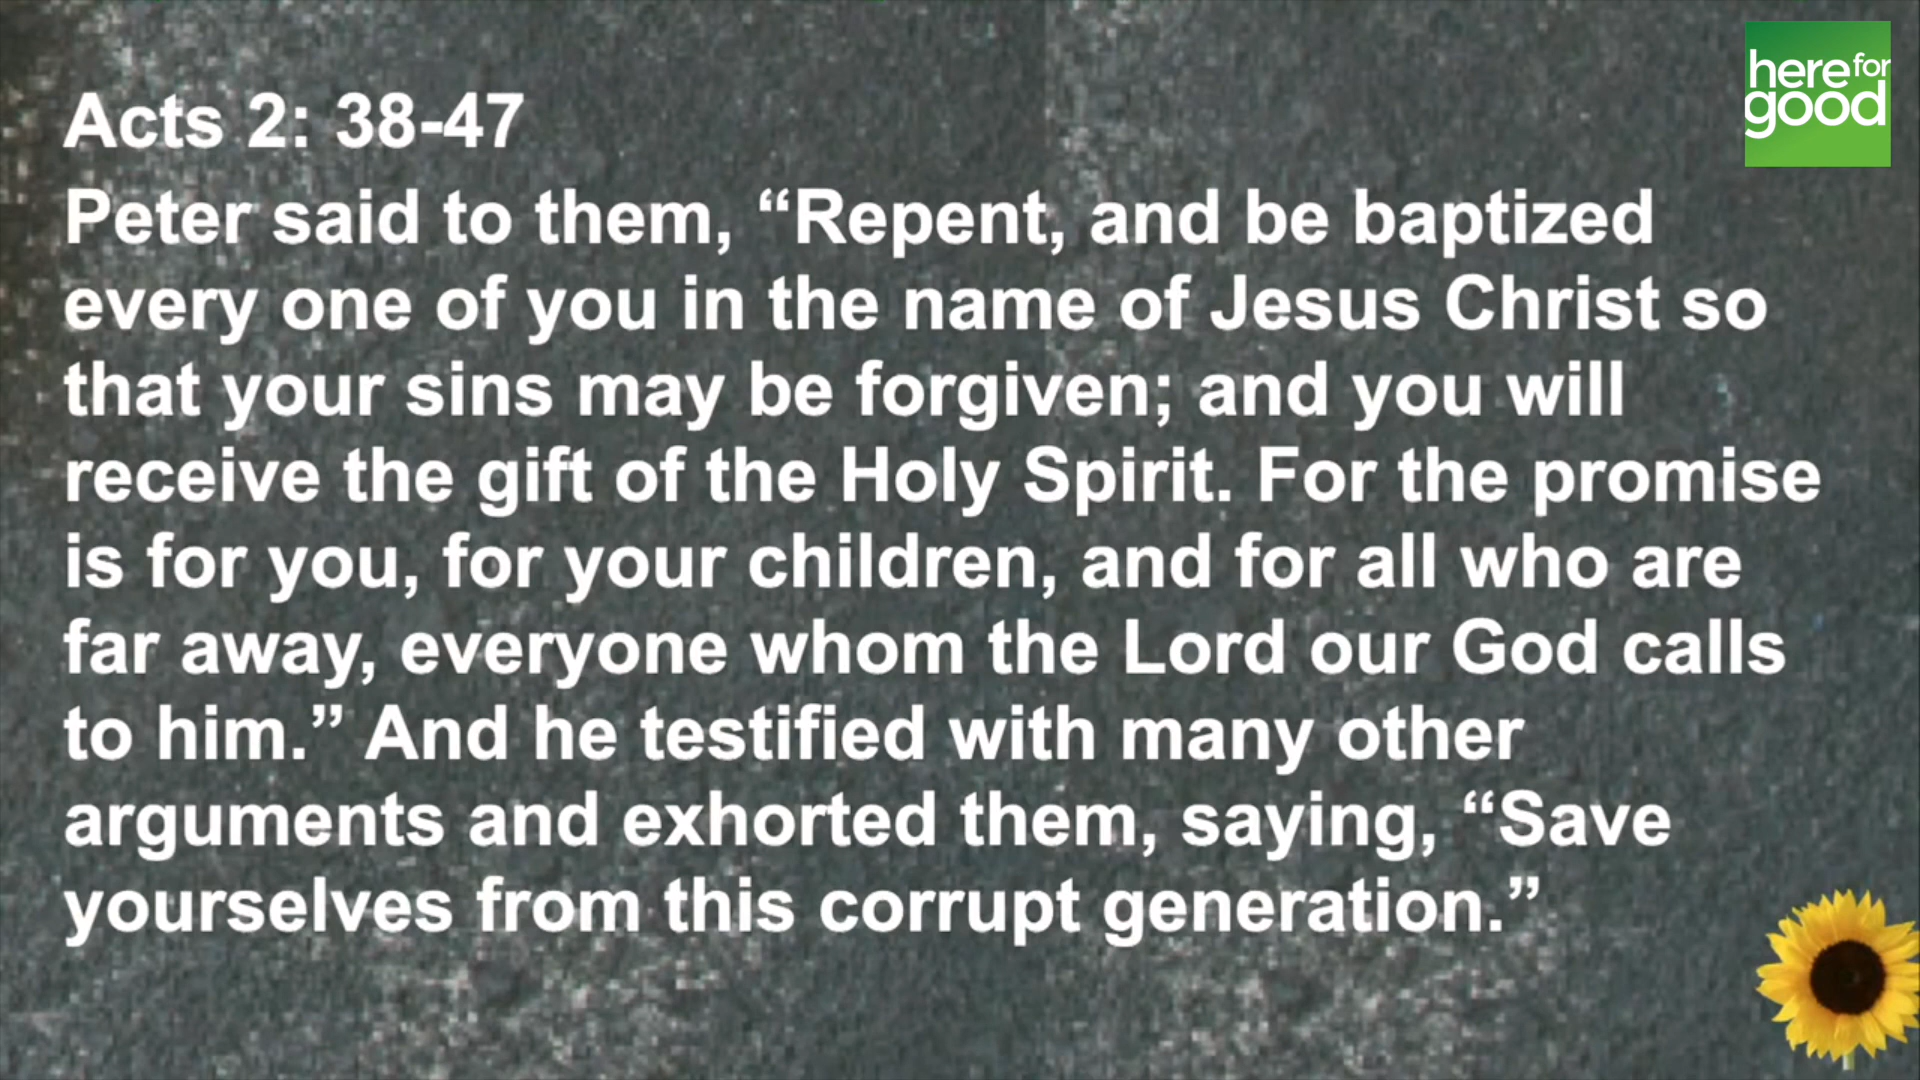 here for
good
Acts 2: 38-47
Peter said to them, “Repent, and be baptized
every one of you in the name of Jesus Christ so
that your sins may be forgiven; and you will
receive the gift of the Holy Spirit. For the promise
is for you, for your children, and for all who are
far away, everyone whom the Lord our God calls
to him.” And he testified with many other
arguments and exhorted them, saying, “Save
yourselves from this corrupt generation.”